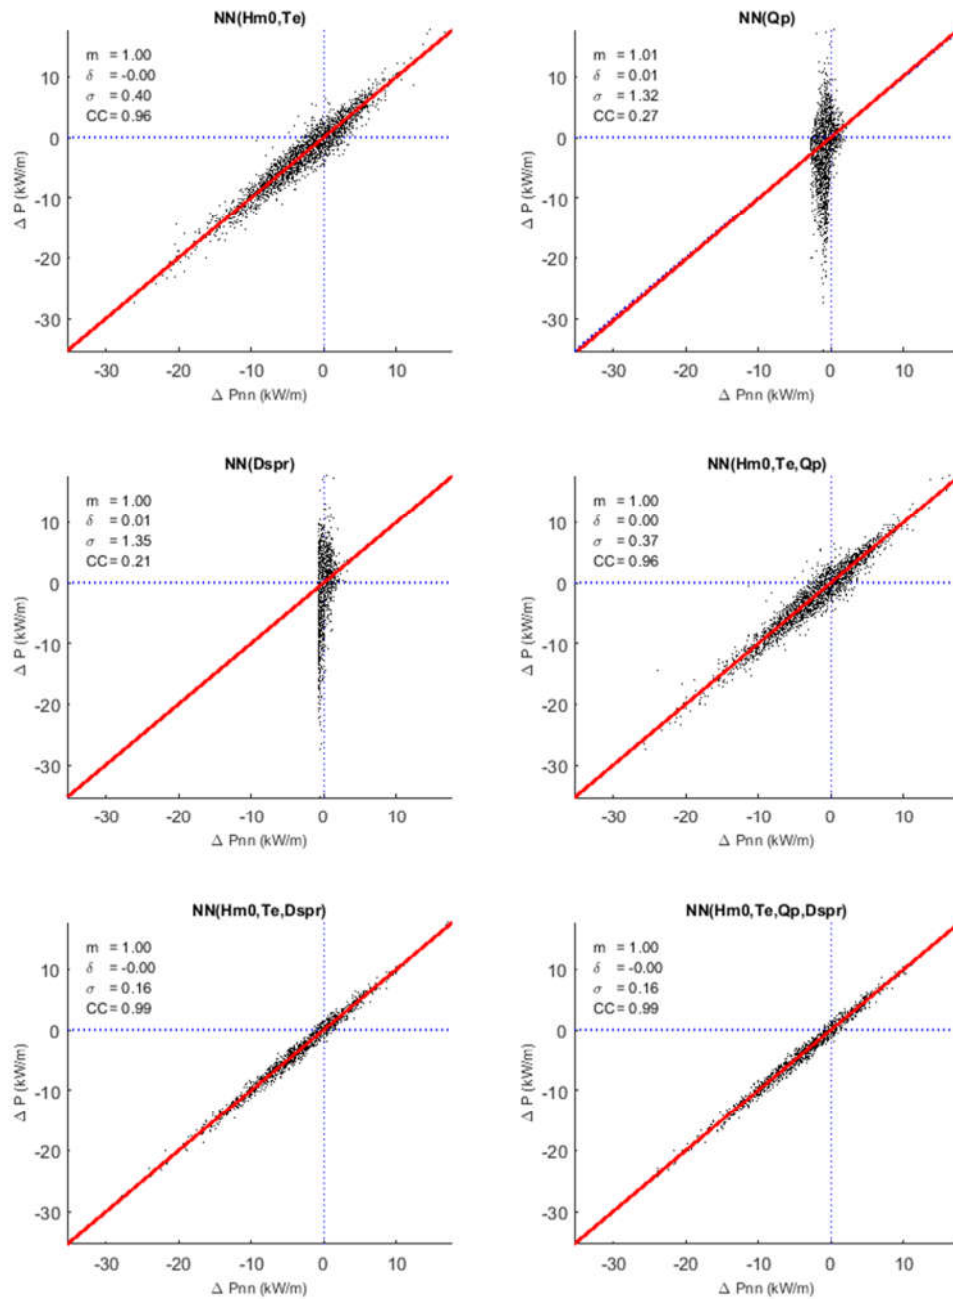 NN(Hm0,Te)
m = 1.00
δ = -0.00
σ = 0.40
CC = 0.96
Δ P (kW/m)
10
0
-10
-20
-30
-30 -20 -10 0 10
Δ Pnn (kW/m)
NN(Qp)
m = 1.01
δ = 0.01
σ = 1.32
CC = 0.27
Δ P (kW/m)
10
0
-10
-20
-30
-30 -20 -10 0 10
Δ Pnn (kW/m)
NN(Dspr)
m = 1.00
δ = 0.01
σ = 1.35
CC = 0.21
Δ P (kW/m)
10
0
-10
-20
-30
-30 -20 -10 0 10
Δ Pnn (kW/m)
NN(Hm0,Te,Qp)
m = 1.00
δ = 0.00
σ = 0.37
CC = 0.96
Δ P (kW/m)
10
0
-10
-20
-30
-30 -20 -10 0 10
Δ Pnn (kW/m)
NN(Hm0,Te,Dspr)
m = 1.00
δ = -0.00
σ = 0.16
CC = 0.99
Δ P (kW/m)
10
0
-10
-20
-30
-30 -20 -10 0 10
Δ Pnn (kW/m)
NN(Hm0,Te,Qp,Dspr)
m = 1.00
δ = -0.00
σ = 0.16
CC = 0.99
Δ P (kW/m)
10
0
-10
-20
-30
-30 -20 -10 0 10
Δ Pnn (kW/m)